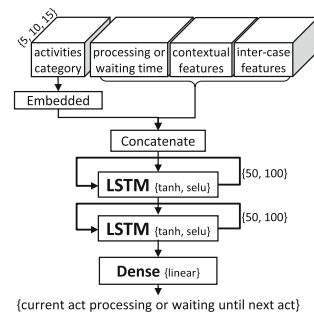 {5, 10, 15}
activities category
processing or waiting time
contextual features
inter-case features
Embedded
Concatenate
{50, 100}
LSTM {tanh, selu}
{50, 100}
LSTM {tanh, selu}
Dense {linear}
{current act processing or waiting until next act}